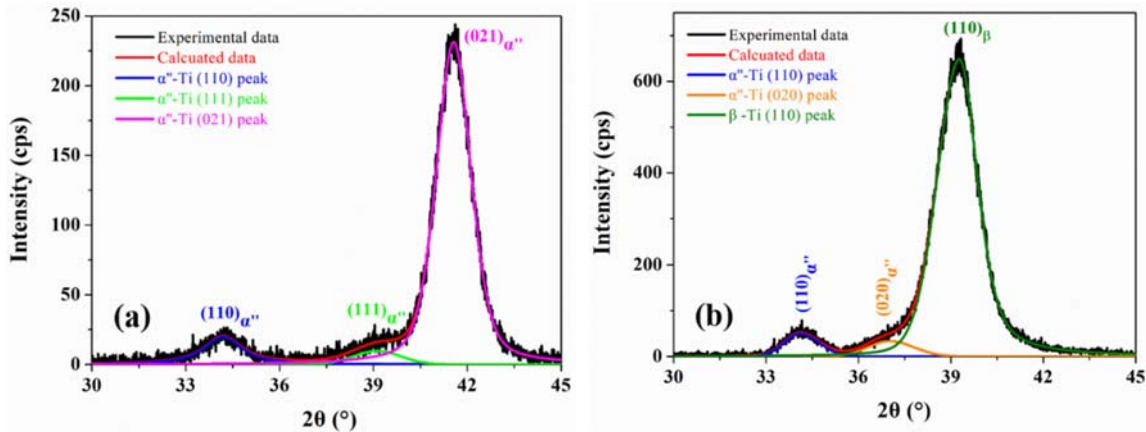 250
200
150
100
50
0
Intensity (cps)
Experimental data
Calcuated data
α"-Ti (110) peak
α"-Ti (111) peak
α"-Ti (021) peak
(021)α"
(a)
(110)α"
(111)α"
30 33 36 39 42 45
2θ (°)
600
400
200
0
Intensity (cps)
Experimental data
Calcuated data
α"-Ti (110) peak
α"-Ti (020) peak
β -Ti (110) peak
(110)β
(110)α"
(020)α"
(b)
30 33 36 39 42 45
2θ (°)